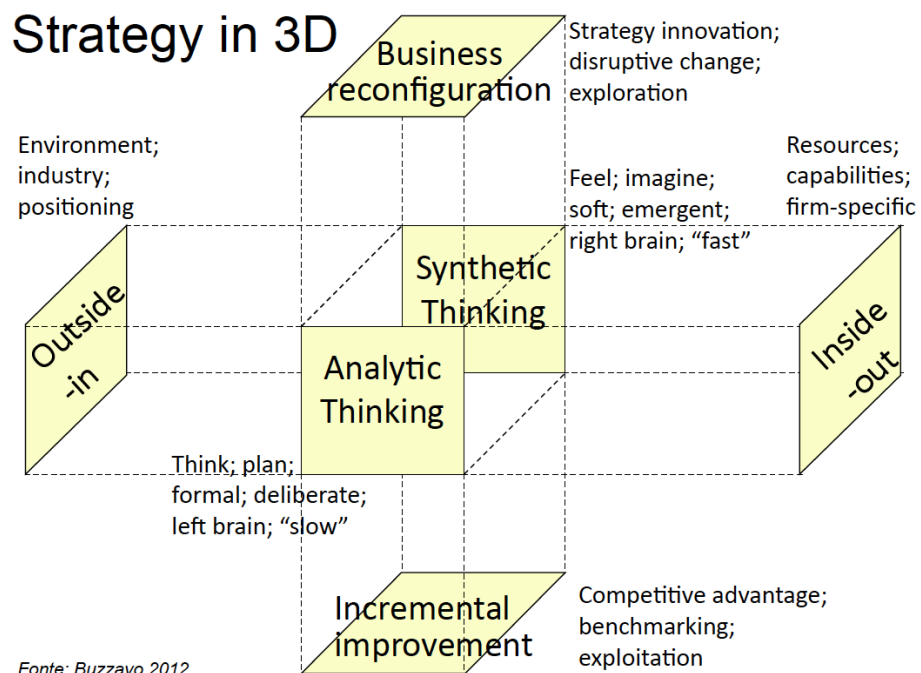 Strategy in 3D
Business
reconfiguration
Strategy innovation;
disruptive change;
exploration
Environment;
industry;
positioning
Feel; imagine;
soft; emergent;
right brain; “fast”
Resources;
capabilities;
firm-specific
Outside
-in
Synthetic
Thinking
Inside
-out
Analytic
Thinking
Think; plan;
formal; deliberate;
left brain; “slow”
Incremental
improvement
Competitive advantage;
benchmarking;
exploitation
Fonte: Buzzavo 2012